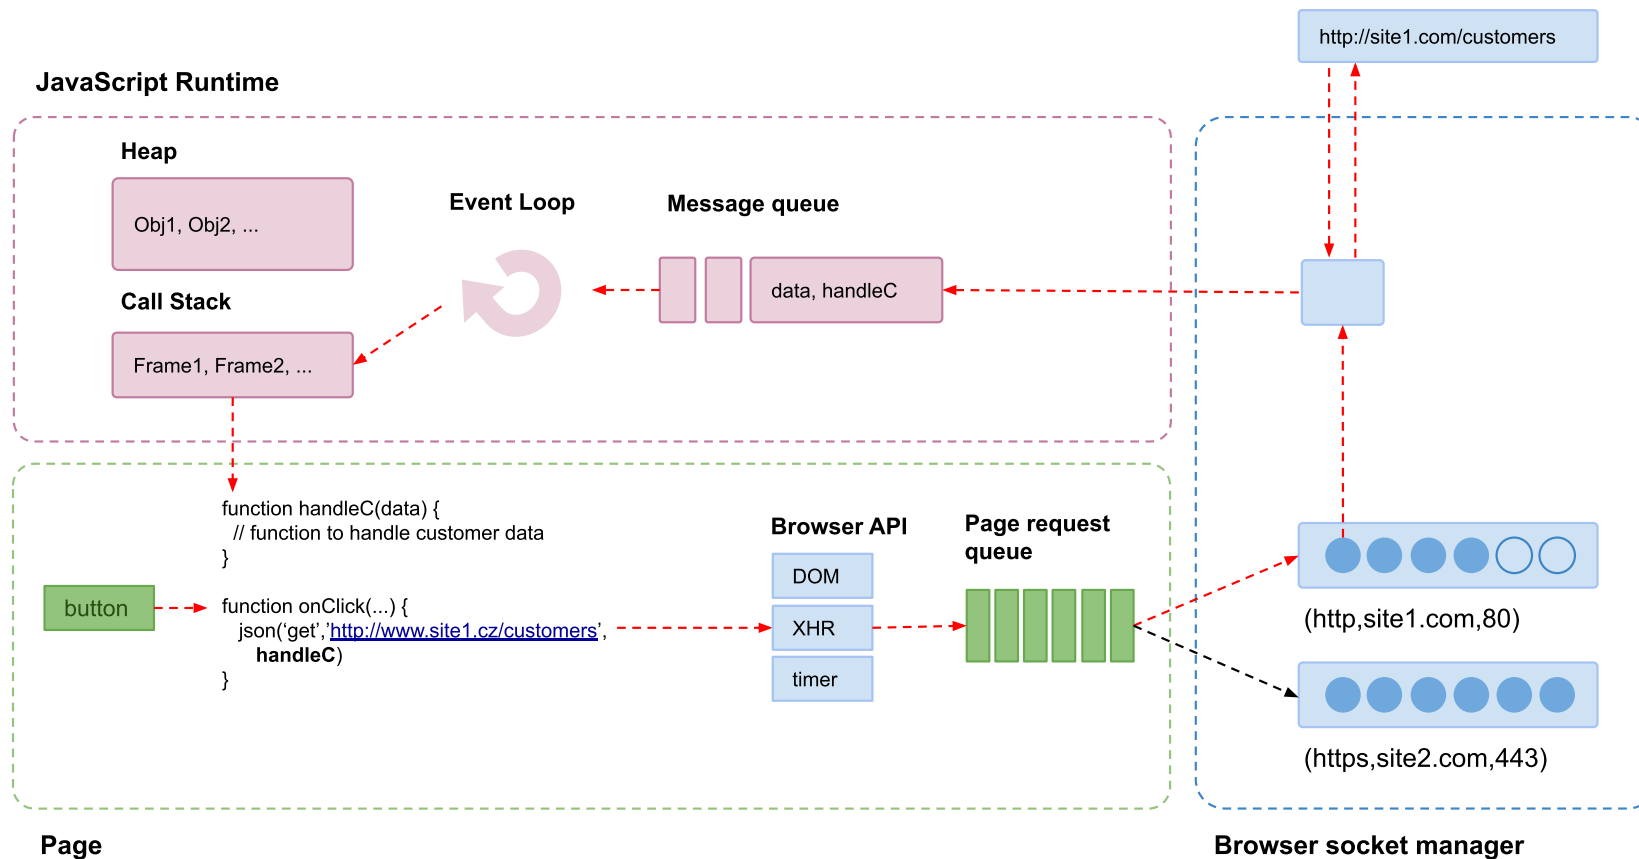 http://site1.com/customers
JavaScript Runtime
Heap
Obj1, Obj2, ...
Event Loop
Message queue
data, handleC
Call Stack
Frame1, Frame2, ...
function handleC(data) {
// function to handle customer data
}
button
function onClick(...) {
json(‘get’,’http://www.site1.cz/customers’,
handleC)
}
Browser API
DOM
XHR
timer
Page request
queue
(http,site1.com,80)
(https,site2.com,443)
Page
Browser socket manager